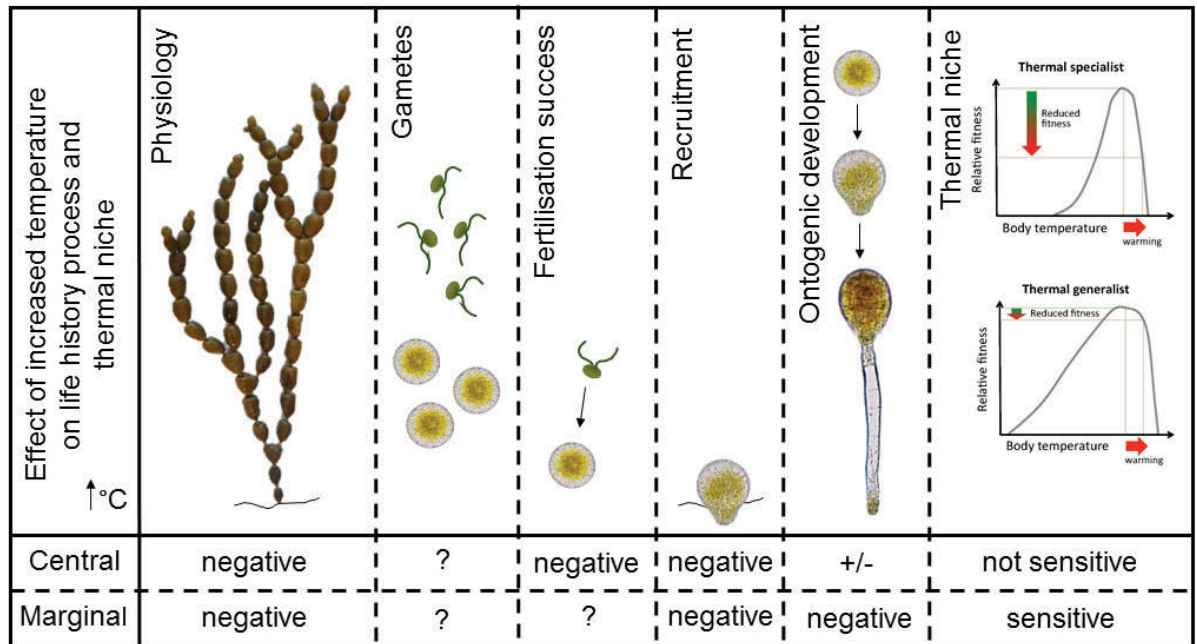 Effect of increased temperature
on life history process and
thermal niche
↑°C
Physiology
Gametes
Fertilisation success
Recruitment
Ontogenic development
Thermal niche
Thermal specialist
Reduced
fitness
Relative fitness
Body temperature
warming
Thermal generalist
Reduced fitness
Relative fitness
Body temperature
warming
Central negative ? negative negative +/- not sensitive
Marginal negative ? ? negative negative sensitive